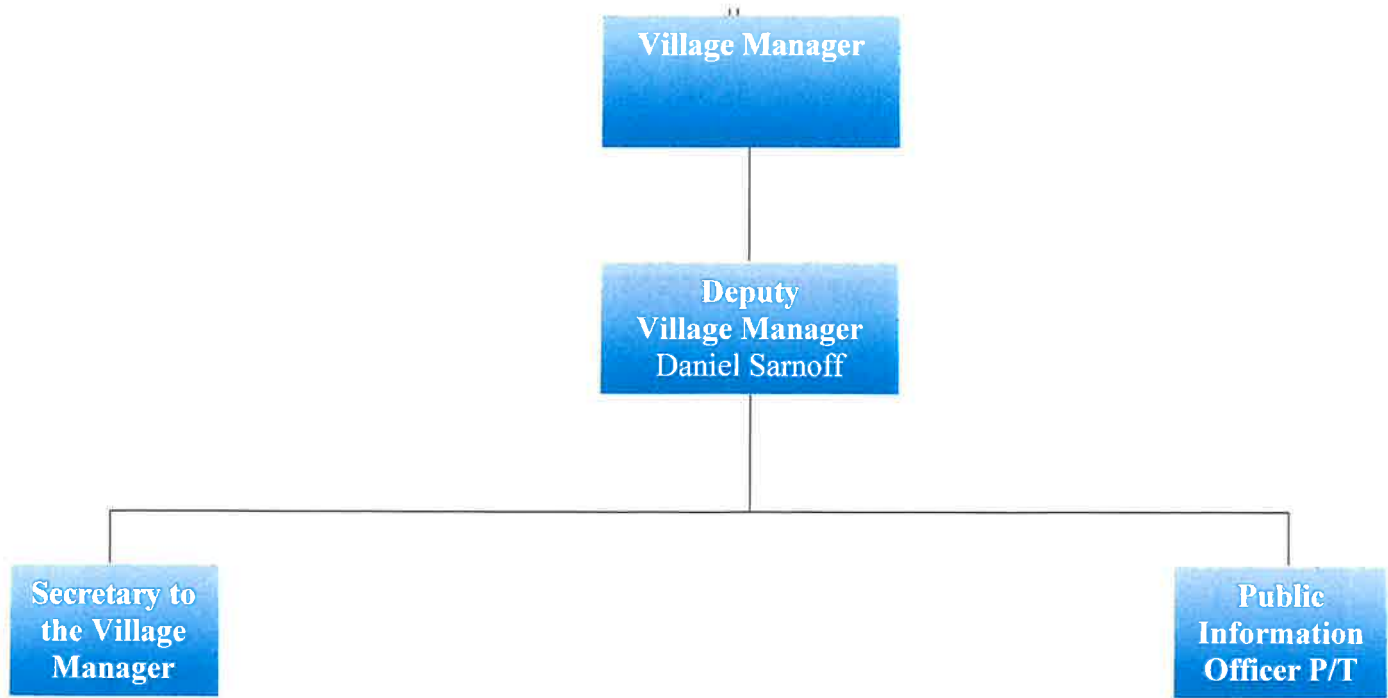 Village Manager
Deputy
Village Manager
Daniel Sarnoff
Secretary to
the Village
Manager
Public
Information
Officer P/T